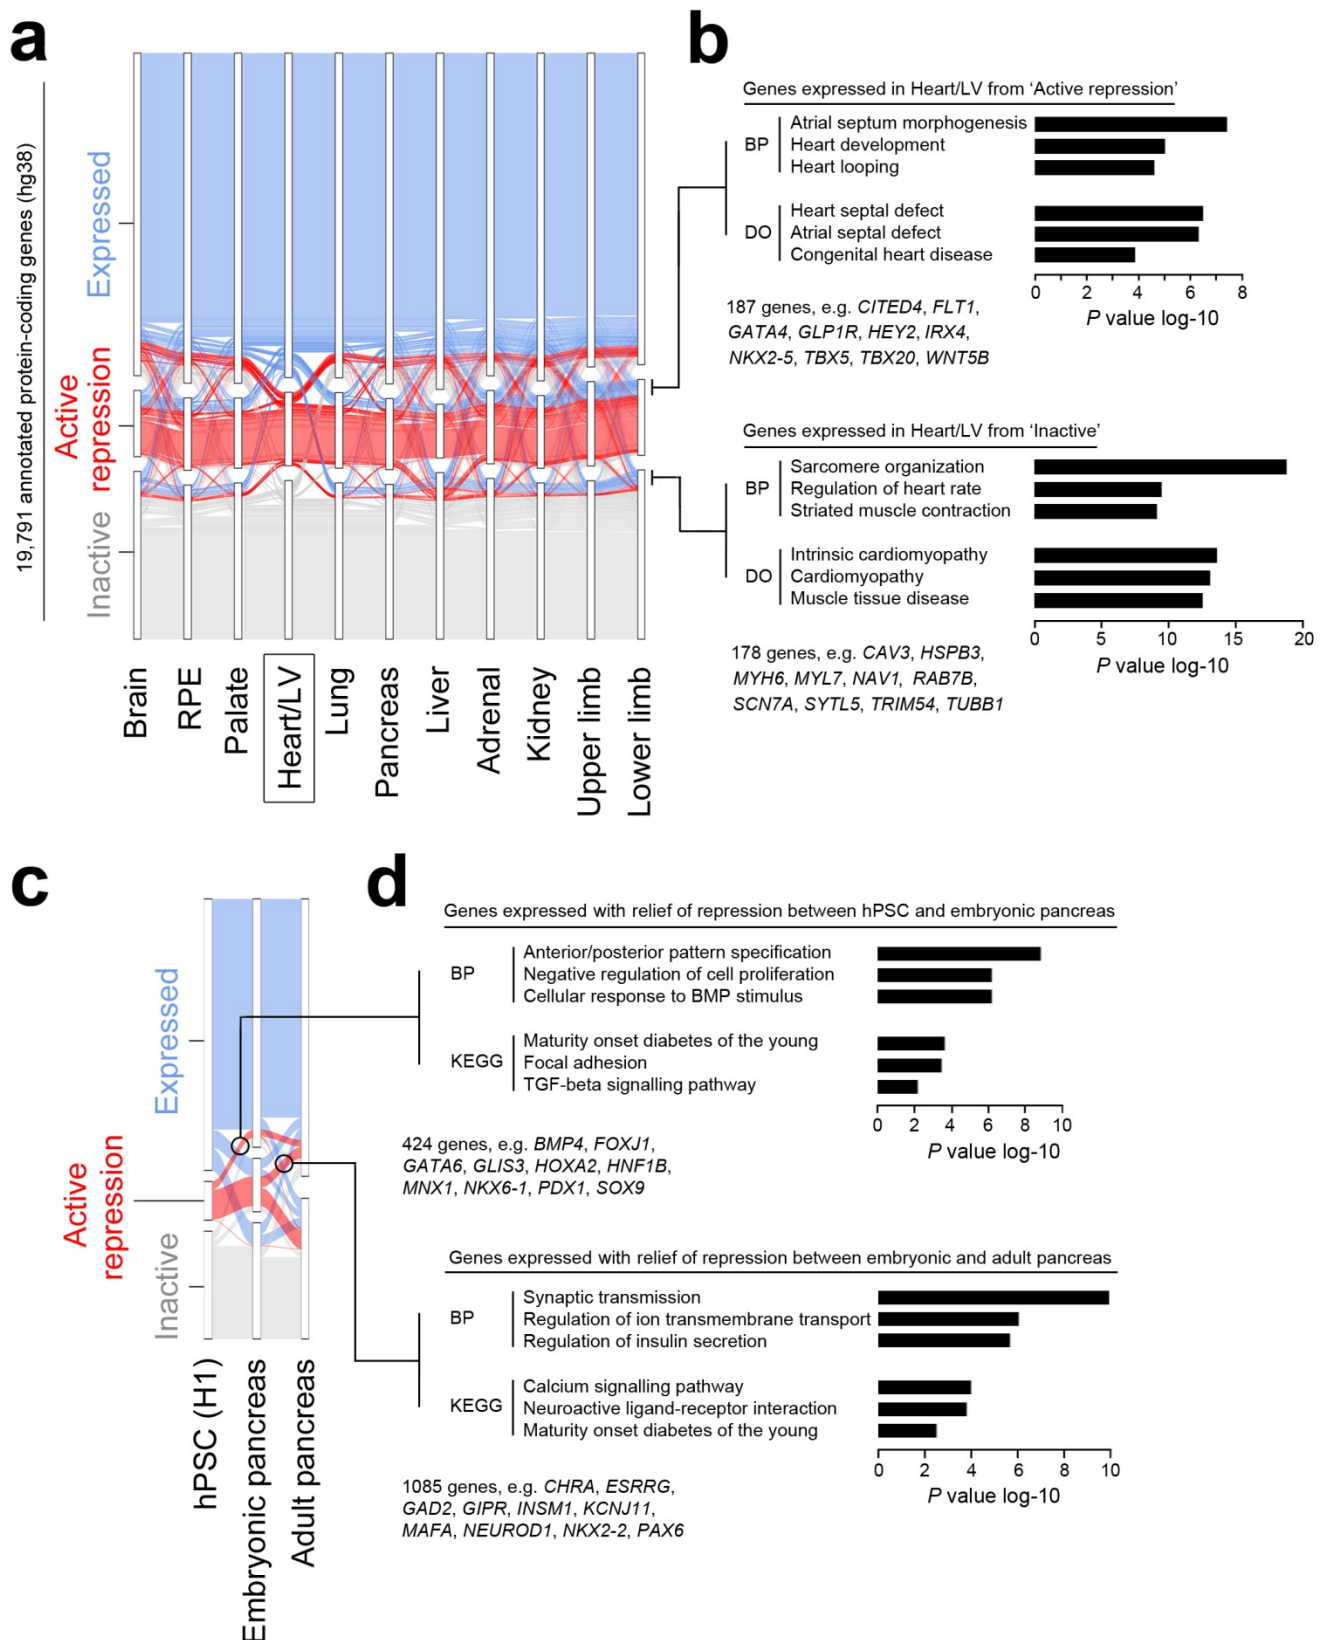 a
19,791 annotated protein-coding genes (hg38)
Expressed
Active
repression
Inactive
Brain
RPE
Palate
Heart/LV
Lung
Pancreas
Liver
Adrenal
Kidney
Upper limb
Lower limb
b
Genes expressed in Heart/LV from ‘Active repression’
BP
Atrial septum morphogenesis
Heart development
Heart looping
DO
Heart septal defect
Atrial septal defect
Congenital heart disease
0 2 4 6 8
P value log-10
187 genes, e.g. CITED4, FLT1,
GATA4, GLP1R, HEY2, IRX4,
NKX2-5, TBX5, TBX20, WNT5B
Genes expressed in Heart/LV from ‘Inactive’
BP
Sarcomere organization
Regulation of heart rate
Striated muscle contraction
DO
Intrinsic cardiomyopathy
Cardiomyopathy
Muscle tissue disease
0 5 10 15 20
P value log-10
178 genes, e.g. CAV3, HSPB3,
MYH6, MYL7, NAV1, RAB7B,
SCN7A, SYTL5, TRIM54, TUBB1
c
Expressed
Active
repression
Inactive
hPSC (H1)
Embryonic pancreas
Adult pancreas
d
Genes expressed with relief of repression between hPSC and embryonic pancreas
BP
Anterior/posterior pattern specification
Negative regulation of cell proliferation
Cellular response to BMP stimulus
KEGG
Maturity onset diabetes of the young
Focal adhesion
TGF-beta signalling pathway
0 2 4 6 8 10
P value log-10
424 genes, e.g. BMP4, FOXJ1,
GATA6, GLIS3, HOXA2, HNF1B,
MNX1, NKX6-1, PDX1, SOX9
Genes expressed with relief of repression between embryonic and adult pancreas
BP
Synaptic transmission
Regulation of ion transmembrane transport
Regulation of insulin secretion
KEGG
Calcium signalling pathway
Neuroactive ligand-receptor interaction
Maturity onset diabetes of the young
0 2 4 6 8 10
P value log-10
1085 genes, e.g. CHRA, ESRRG,
GAD2, GIPR, INSM1, KCNJ11,
MAFA, NEUROD1, NKX2-2, PAX6